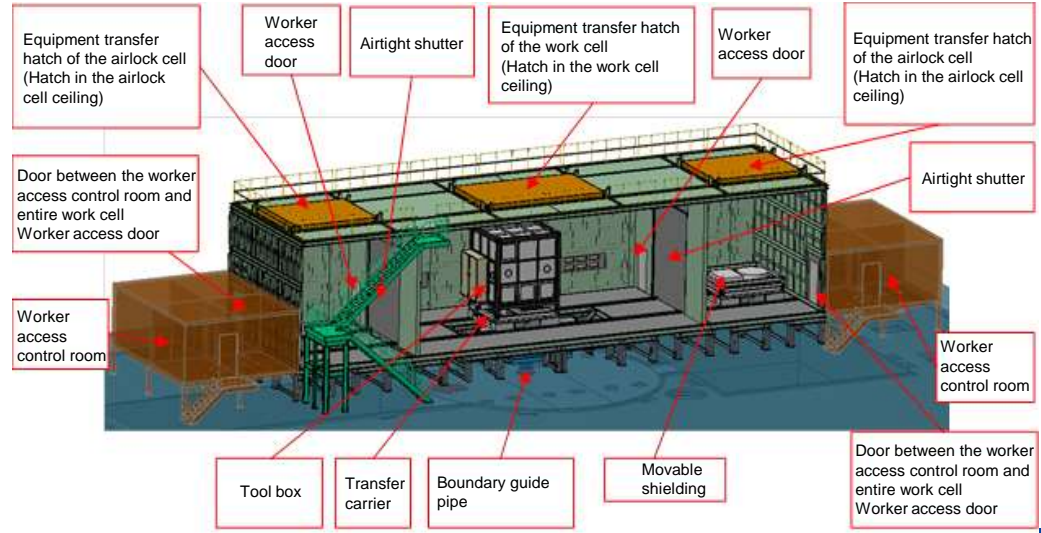 Equipment transfer
hatch of the airlock cell
(Hatch in the airlock
cell ceiling)
Worker
access
door
Airtight shutter
Equipment transfer hatch
of the work cell
(Hatch in the work cell
ceiling)
Worker
access door
Equipment transfer hatch
of the airlock cell
(Hatch in the airlock cell
ceiling)
Door between the worker
access control room and
entire work cell
Worker access door
Airtight shutter
Worker
access
control room
Worker
access
control room
Tool box
Transfer
carrier
Boundary guide
pipe
Movable
shielding
Door between the worker
access control room and
entire work cell
Worker access door